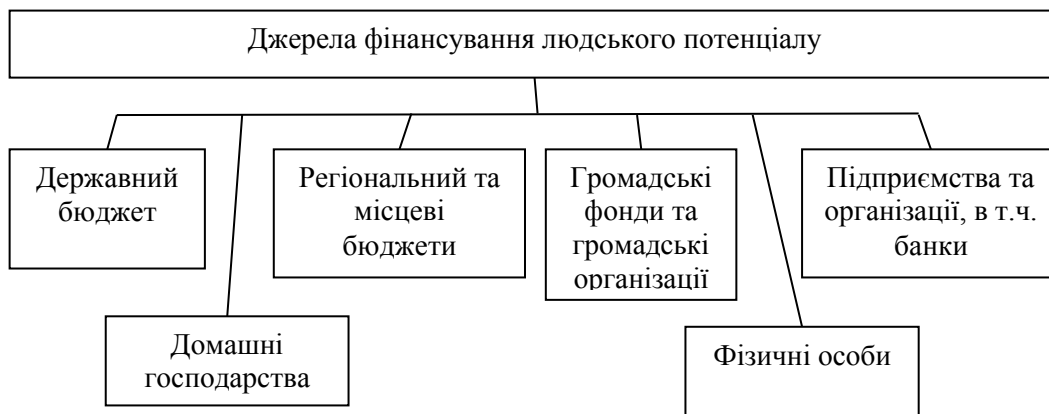 Джерела фінансування людського потенціалу
Державний
бюджет
Регіональний та
місцеві
бюджети
Громадські
фонди та
громадські
організації
Підприємства та
організації, в т.ч.
банки
Домашні
господарства
Фізичні особи